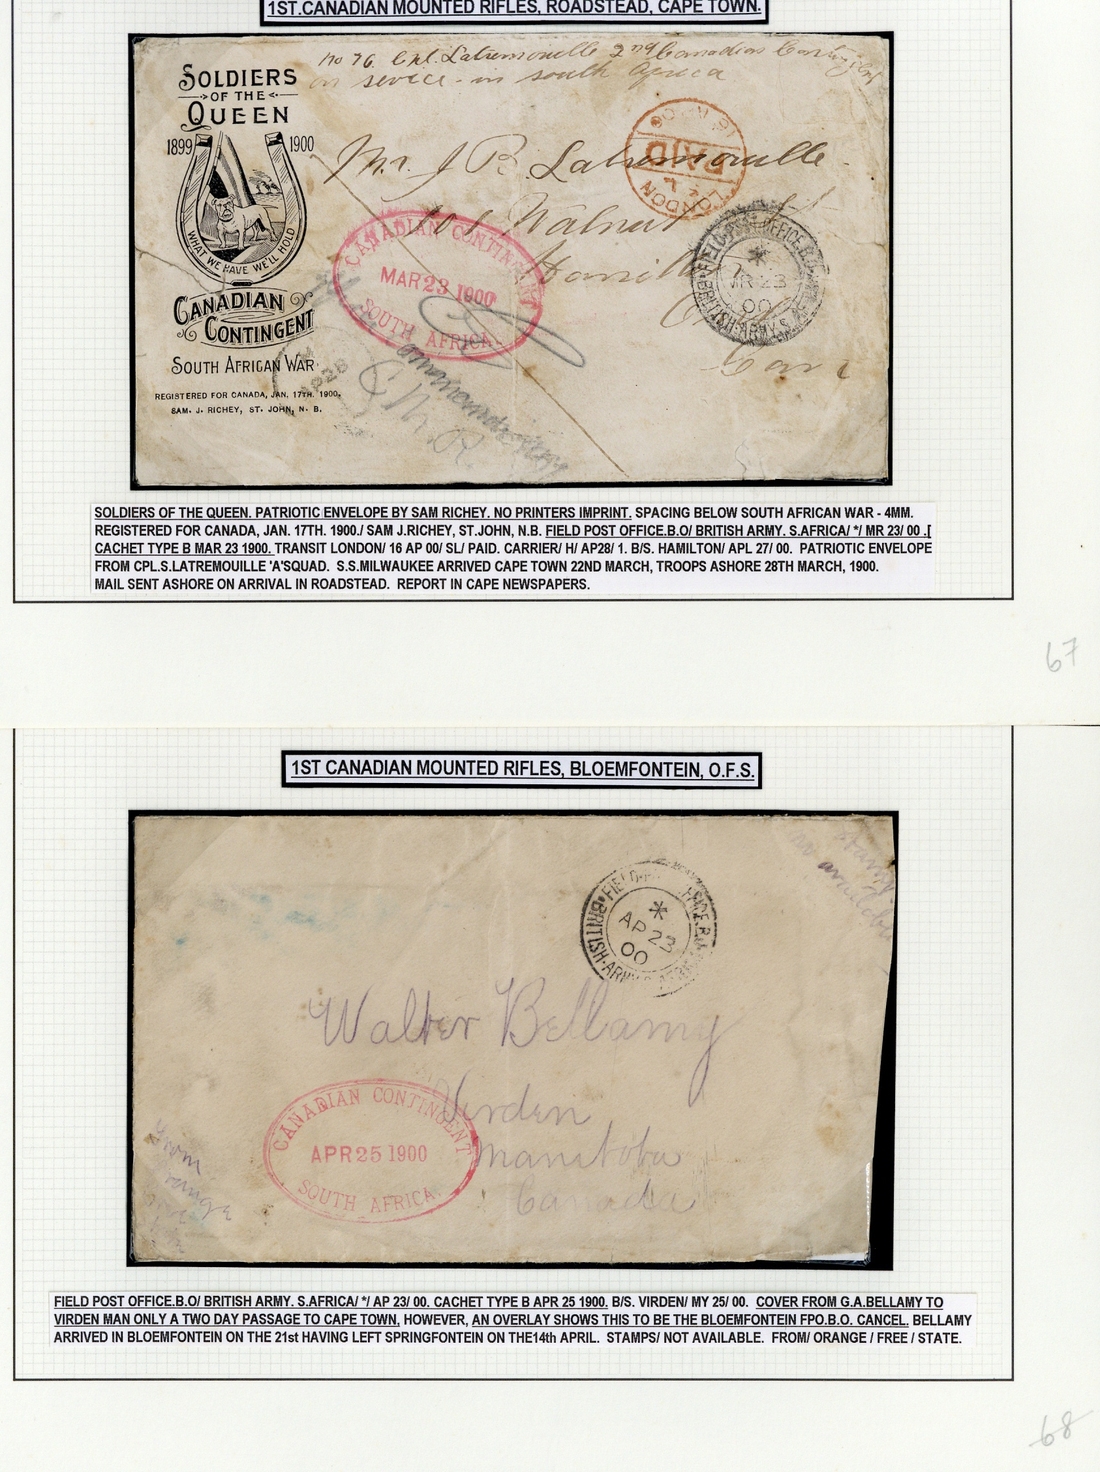 1ST.CANADIAN MOUNTED RIFLES, ROADSTEAD, CAPE TOWN.
no 76 Cpl. Latremouille 2nd Canadian Contingent
on sevice in south africa
SOLDIERS
OF THE
QUEEN
1899 1900
WHAT WE HAVE WE'LL HOLD
CANADIAN
CONTINGENT
SOUTH AFRICAN WAR
REGISTERED FOR CANADA, JAN. 17TH. 1900.
SAM. J. RICHEY, ST. JOHN, N. B.
PAID
LONDON
Mr. J B Latremouille
Walnut St
Hamilton
FIELD POST OFFICE B.O.
BRITISH ARMY S. AFRICA
*
MR 23
00
CANADIAN CONTINGENT
MAR 23 1900
SOUTH AFRICA.
AP 28
C M. R.
SOLDIERS OF THE QUEEN. PATRIOTIC ENVELOPE BY SAM RICHEY. NO PRINTERS IMPRINT. SPACING BELOW SOUTH AFRICAN WAR - 4MM.
REGISTERED FOR CANADA, JAN. 17TH. 1900./ SAM J.RICHEY, ST.JOHN, N.B. FIELD POST OFFICE.B.O/ BRITISH ARMY. S.AFRICA/ */ MR 23/ 00 .[
CACHET TYPE B MAR 23 1900. TRANSIT LONDON/ 16 AP 00/ SL/ PAID. CARRIER/ H/ AP28/ 1. B/S. HAMILTON/ APL 27/ 00. PATRIOTIC ENVELOPE
FROM CPL.S.LATREMOUILLE 'A'SQUAD. S.S.MILWAUKEE ARRIVED CAPE TOWN 22ND MARCH, TROOPS ASHORE 28TH MARCH, 1900.
MAIL SENT ASHORE ON ARRIVAL IN ROADSTEAD. REPORT IN CAPE NEWSPAPERS.
67
1ST CANADIAN MOUNTED RIFLES, BLOEMFONTEIN, O.F.S.
*
AP 23
00
BRITISH ARMY
Walter Bellamy
Virden
Manitoba
Canada
CANADIAN CONTINGENT
APR 25 1900
SOUTH AFRICA.
From
FIELD POST OFFICE.B.O/ BRITISH ARMY. S.AFRICA/ */ AP 23/ 00. CACHET TYPE B APR 25 1900. B/S. VIRDEN/ MY 25/ 00. COVER FROM G.A.BELLAMY TO
VIRDEN MAN ONLY A TWO DAY PASSAGE TO CAPE TOWN, HOWEVER, AN OVERLAY SHOWS THIS TO BE THE BLOEMFONTEIN FPO.B.O. CANCEL. BELLAMY
ARRIVED IN BLOEMFONTEIN ON THE 21st HAVING LEFT SPRINGFONTEIN ON THE14th APRIL. STAMPS/ NOT AVAILABLE. FROM/ ORANGE / FREE / STATE.
68